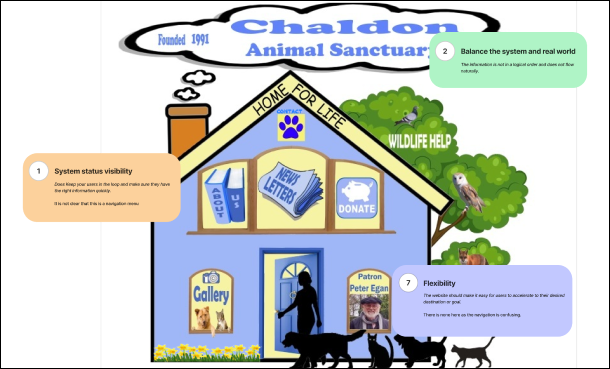 Chaldon
Founded 1991
Animal Sanctuary
2
Balance the system and real world
The information is not in a logical order and does not flow
naturally.
HOME FOR LIFE
CONTACT:
WILDLIFE HELP
1
System status visibility
Does Keep your users in the loop and make sure they have
the right information quickly.
It is not clear that this is a navigation menu
ABOUT
US
NEWS
LETTERS
DONATE
7
Flexibility
The website should make it easy for users to accelerate to their desired
destination or goal.
There is none here as the navigation is confusing.
Gallery
Patron
Peter Egan